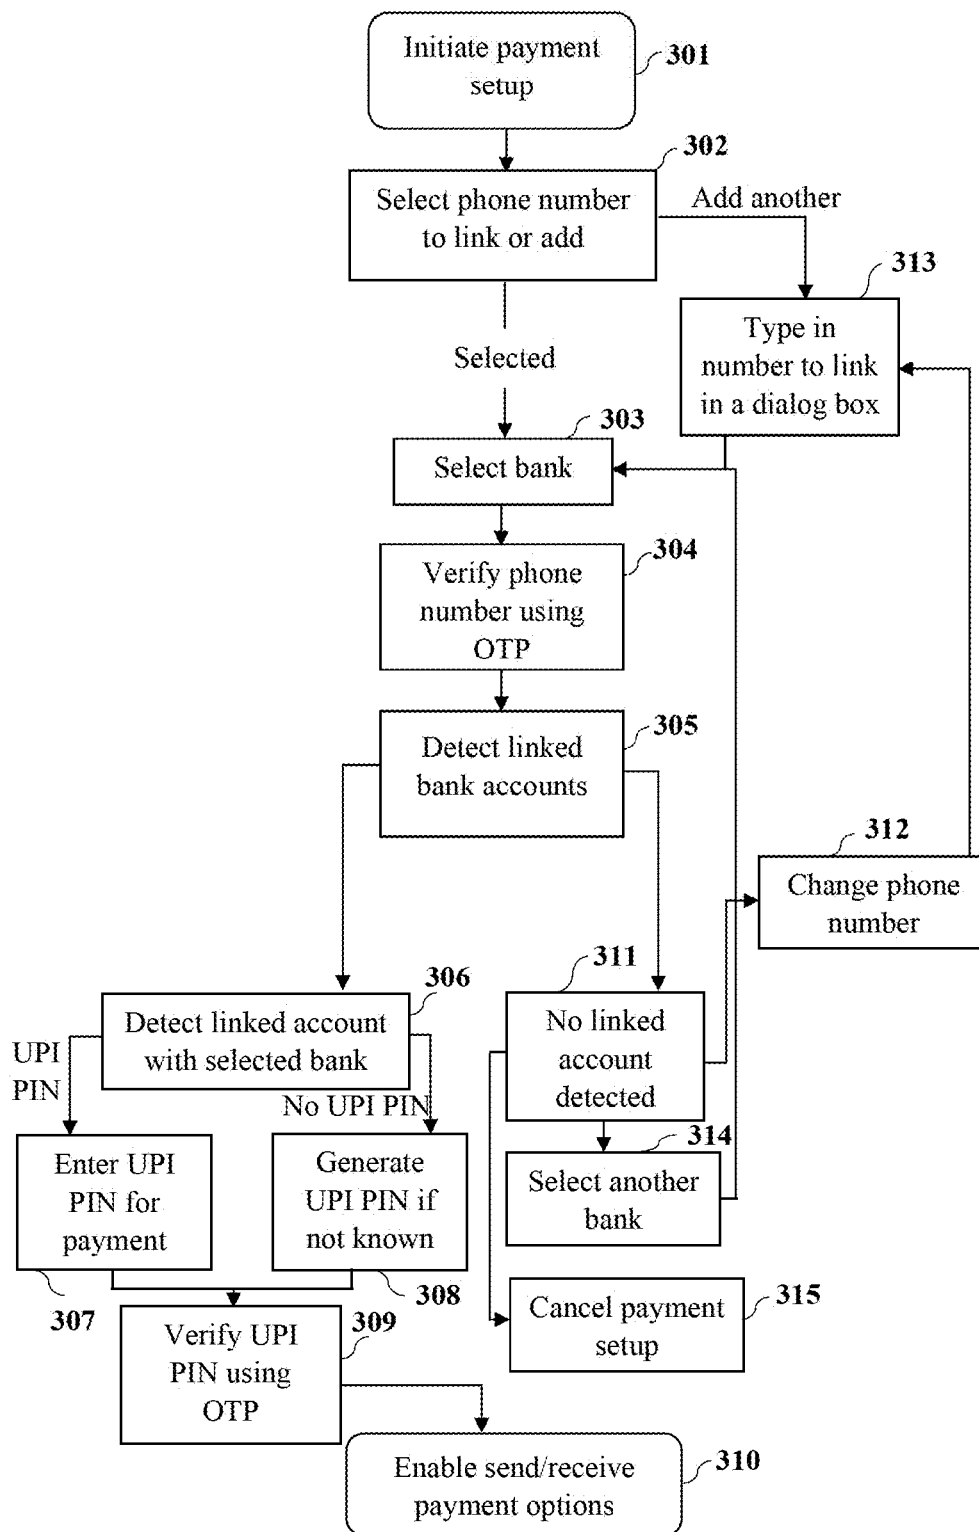 Initiate payment
setup
301
302
Select phone number
to link or add
Add another
313
Type in
number to link
in a dialog box
Selected
303
Select bank
304
Verify phone
number using
OTP
305
Detect linked
bank accounts
312
Change phone
number
306
Detect linked account
with selected bank
311
No linked
account
detected
UPI
PIN
No UPI PIN
314
Select another
bank
Enter UPI
PIN for
payment
Generate
UPI PIN if
not known
307
308
315
Cancel payment
setup
309
Verify UPI
PIN using
OTP
310
Enable send/receive
payment options